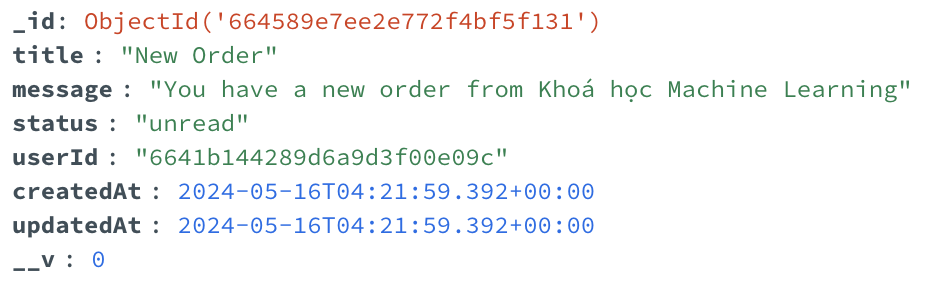 _id: ObjectId('664589e7ee2e772f4bf5f131')
title : "New Order"
message : "You have a new order from Khoá học Machine Learning"
status : "unread"
userId : "6641b144289d6a9d3f00e09c"
createdAt : 2024-05-16T04:21:59.392+00:00
updatedAt : 2024-05-16T04:21:59.392+00:00
__v : 0